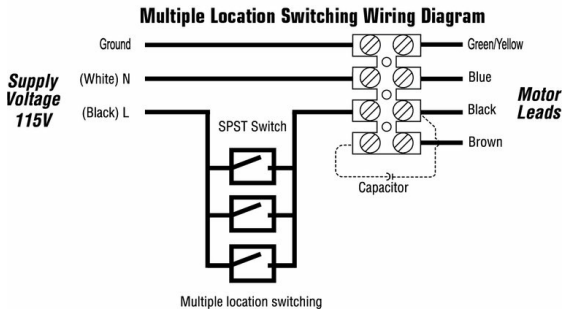 Multiple Location Switching Wiring Diagram
Ground
Green/Yellow
Supply
Voltage
115V
(White) N
Blue
(Black) L
Black
Motor
Leads
SPST Switch
Brown
Capacitor
Multiple location switching